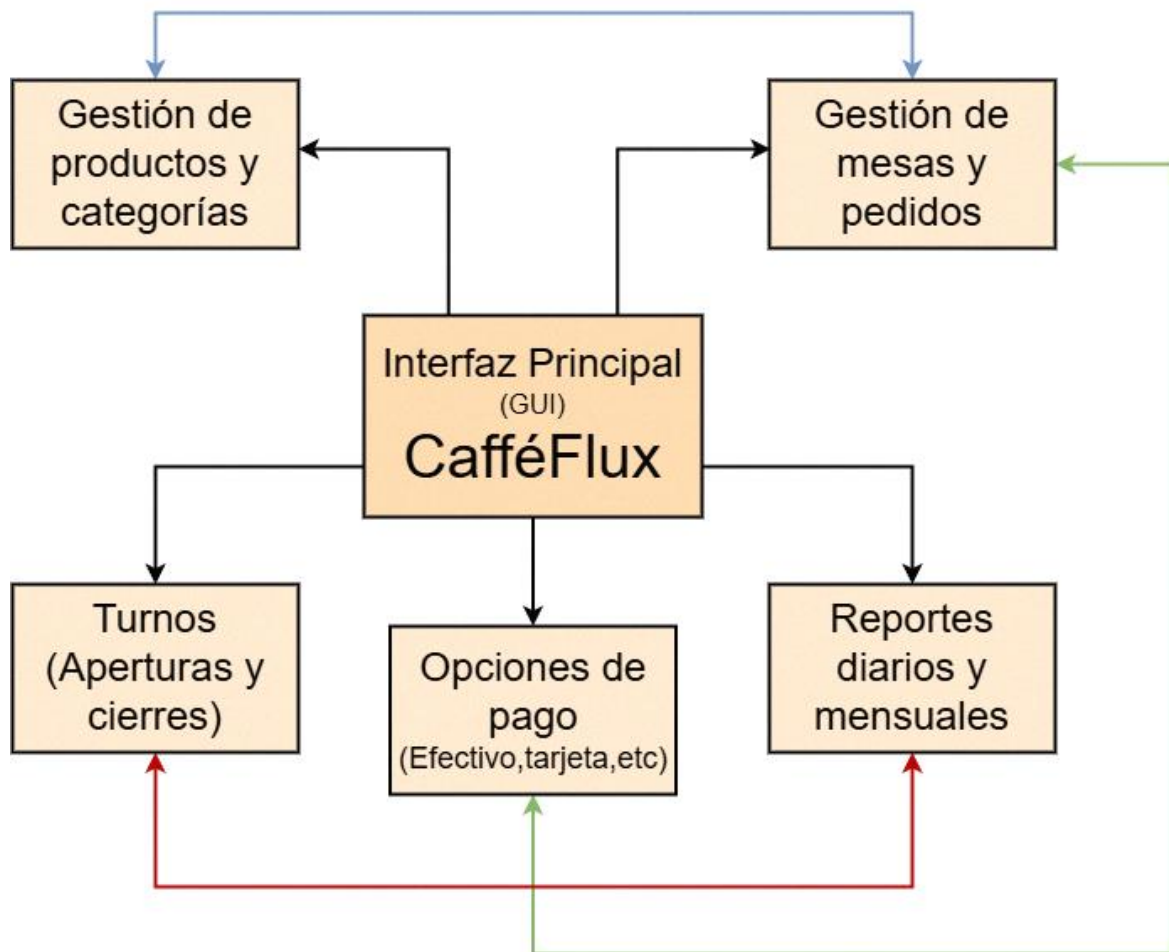 Gestión de
productos y
categorías
Gestión de
mesas y
pedidos
Interfaz Principal
(GUI)
CafféFlux
Turnos
(Aperturas y
cierres)
Opciones de
pago
(Efectivo,tarjeta,etc)
Reportes
diarios y
mensuales